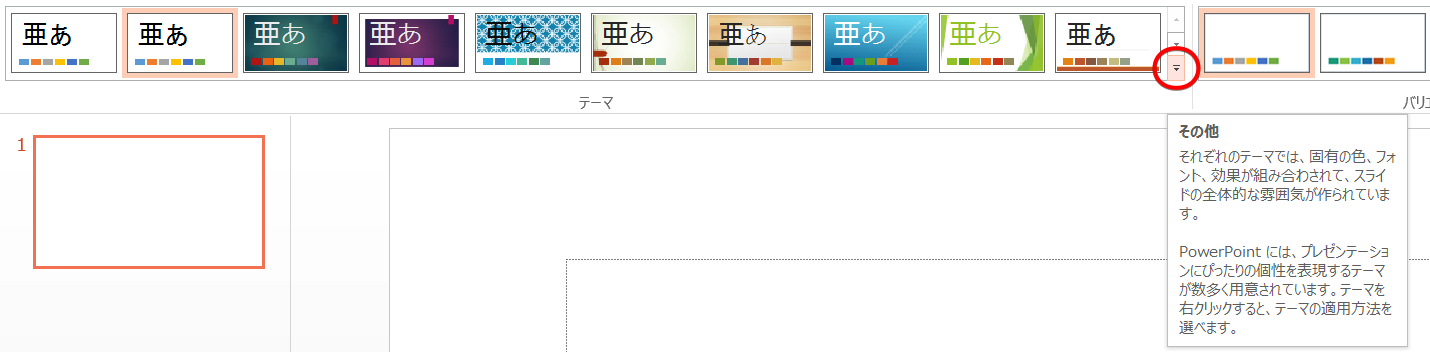 亜あ 亜あ 亜あ 亜あ 亜あ 亜あ 亜あ 亜あ 亜あ 亜あ
テーマ
バリエ
1
その他
それぞれのテーマでは、固有の色、フォ
ント、効果が組み合わされて、スライ
ドの全体的な雰囲気が作られていま
す。
PowerPoint には、プレゼンテーショ
ンにぴったりの個性を表現するテーマ
が数多く用意されています。テーマを
右クリックすると、テーマの適用方法を
選べます。